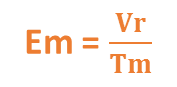 Em = Vr/Tm